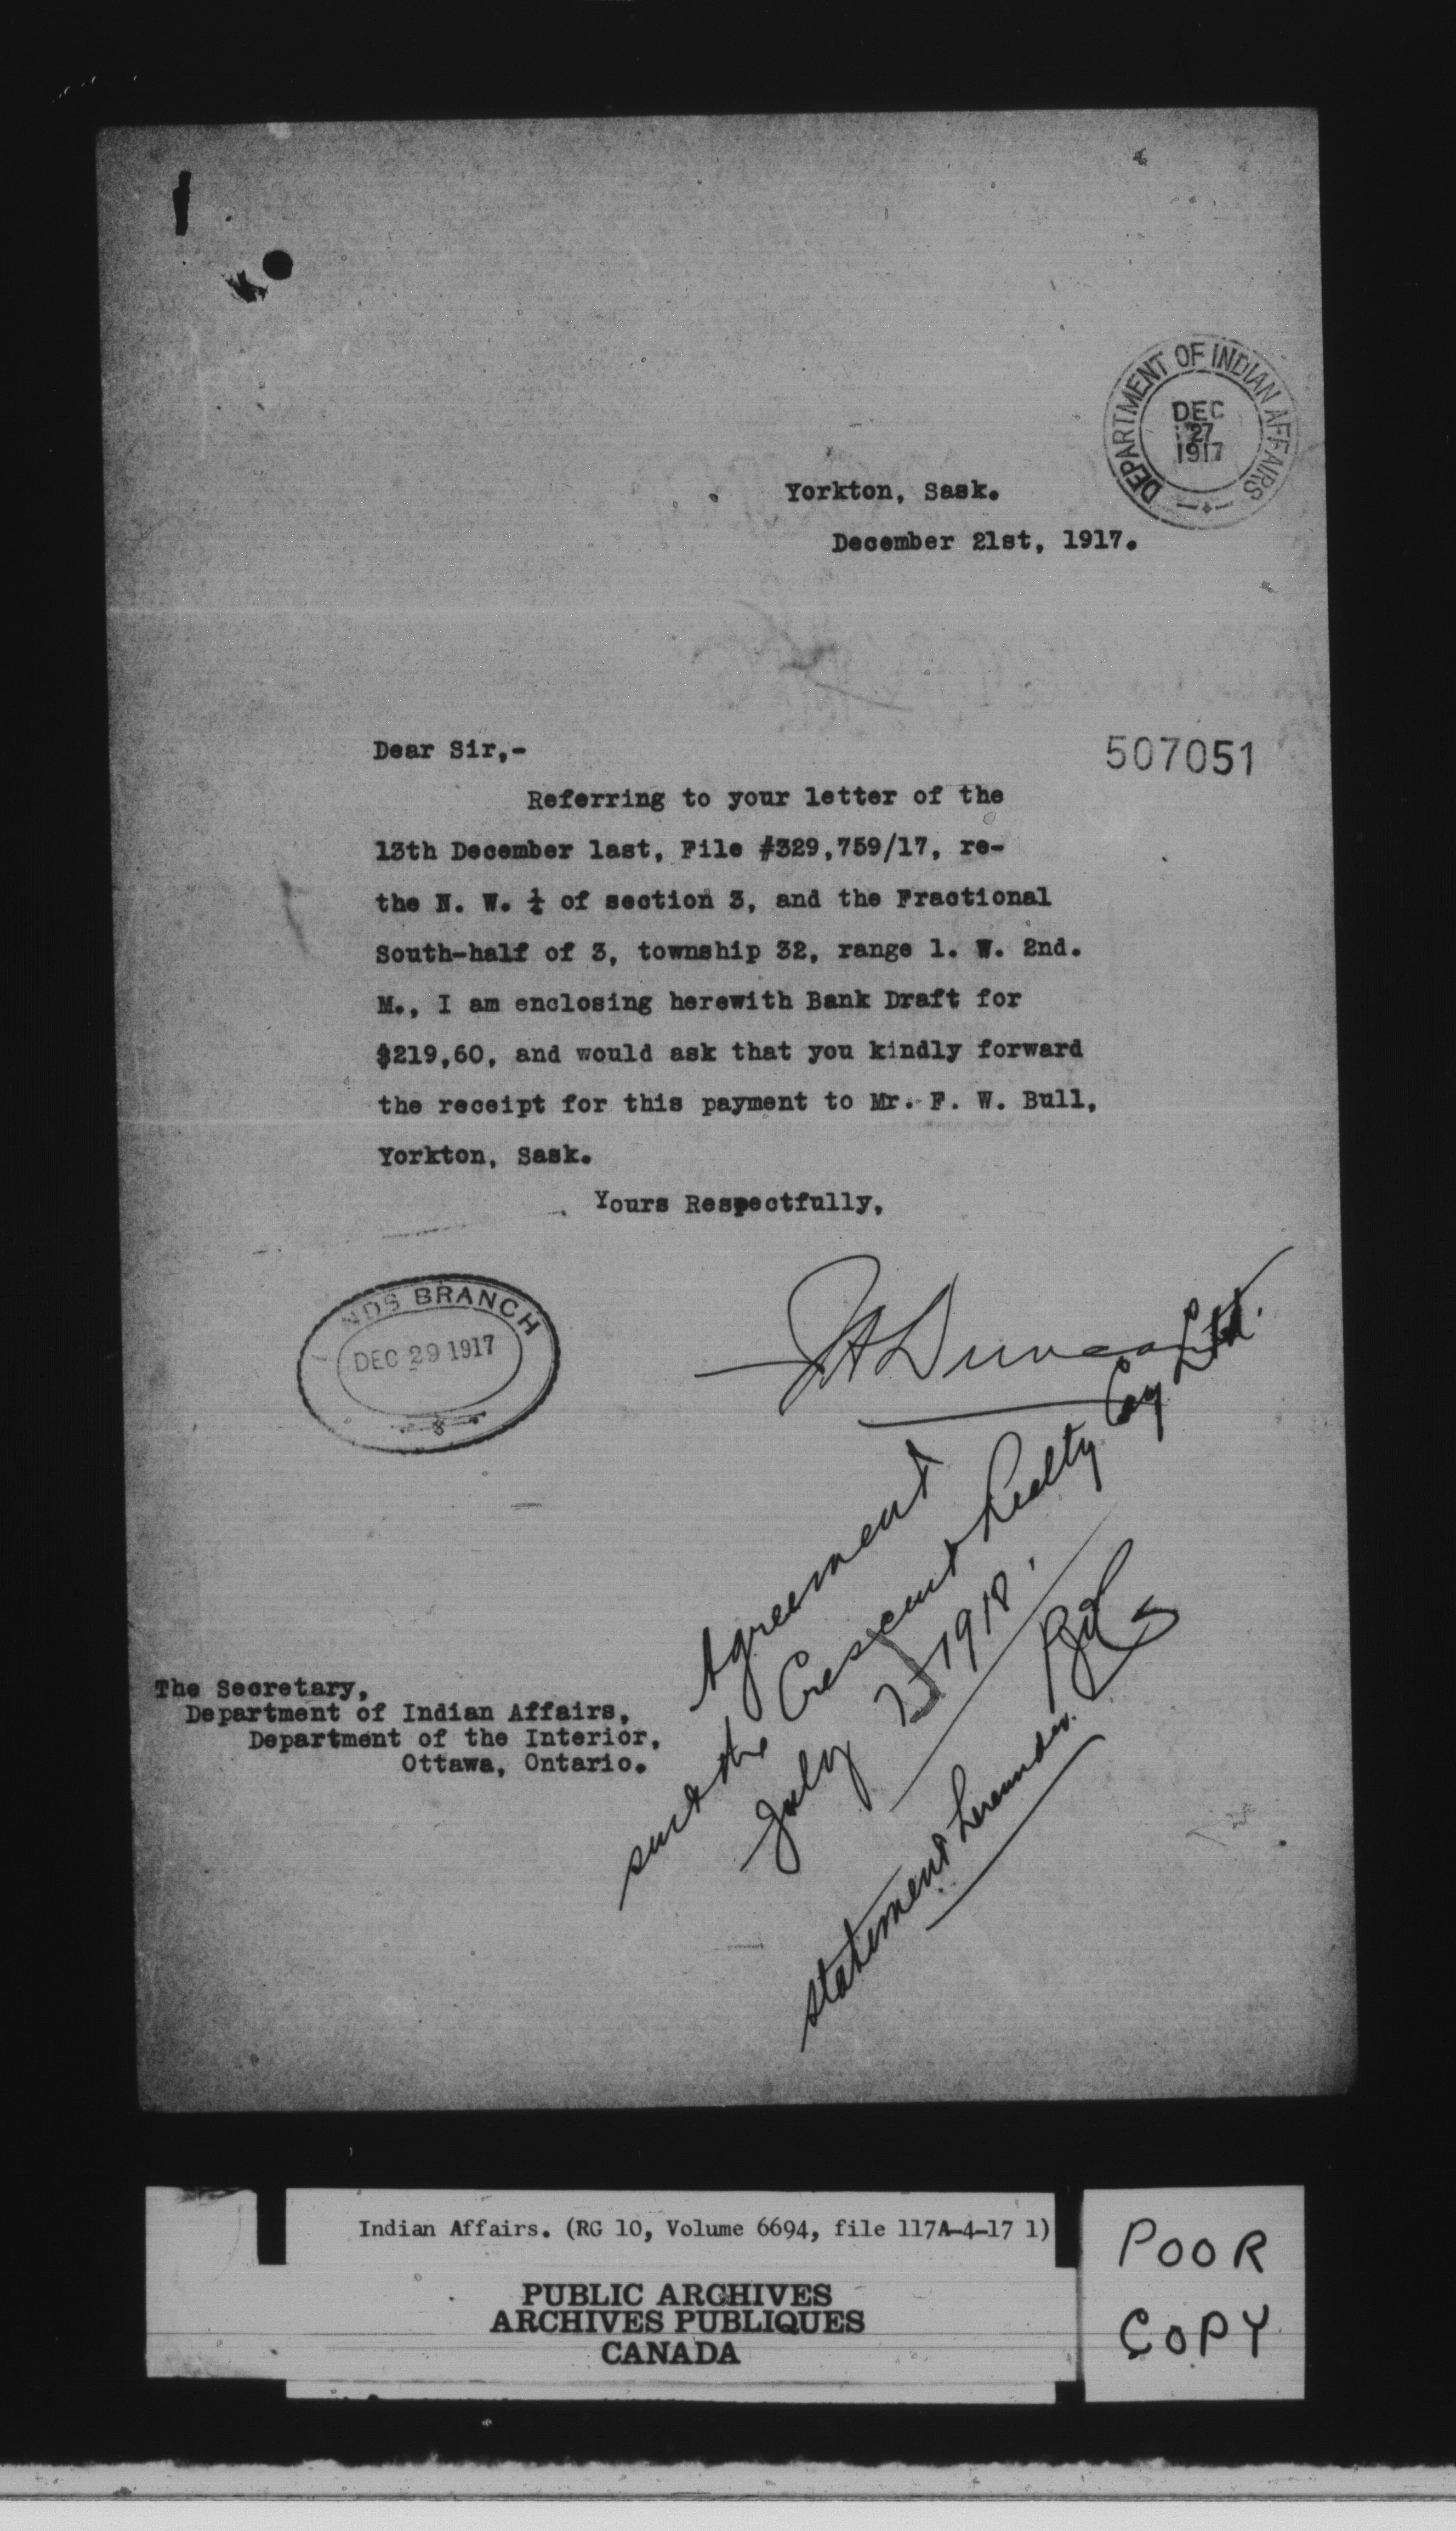 DEPARTMENT OF INDIAN AFFAIRS
DEC
27
1917
Yorkton, Sask.
December 21st, 1917.
Dear Sir,-
507051
Referring to your letter of the
13th December last, File #329,759/17, re-
the N. W. ¼ of section 3, and the Fractional
South-half of 3, township 32, range 1. W. 2nd.
M., I am enclosing herewith Bank Draft for
$219,60, and would ask that you kindly forward
the receipt for this payment to Mr. F. W. Bull,
Yorkton, Sask.
Yours Respectfully,
NDS BRANCH
DEC 29 1917
Duncan
Agreement
sent the Crescent Realty Coy Ltd.
July 2 1918.
statement hereunder.
The Secretary,
Department of Indian Affairs,
Department of the Interior,
Ottawa, Ontario.
Indian Affairs. (RG 10, Volume 6694, file 117A-4-17 1)
PUBLIC ARCHIVES
ARCHIVES PUBLIQUES
CANADA
POOR
COPY